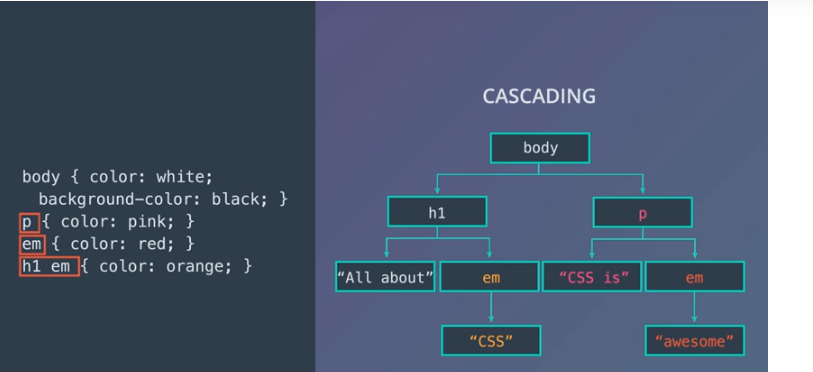 body { color: white;
background-color: black; }
p { color: pink; }
em { color: red; }
h1 em { color: orange; }
CASCADING
body
h1
p
“All about”
em
“CSS is”
em
“CSS”
“awesome”